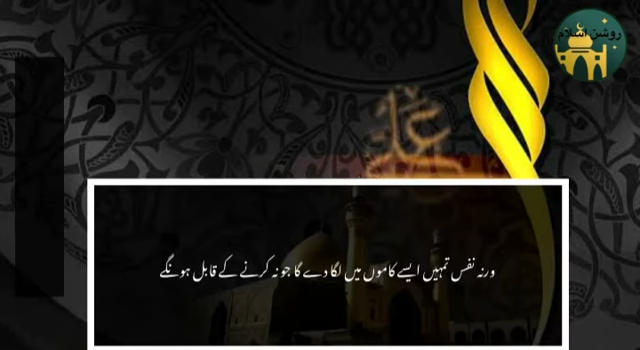 روشن اسلام
علی
ورنہ نفس تمہیں ایسے کاموں میں لگا دے گا جو نہ کرنے کے قابل ہونگے